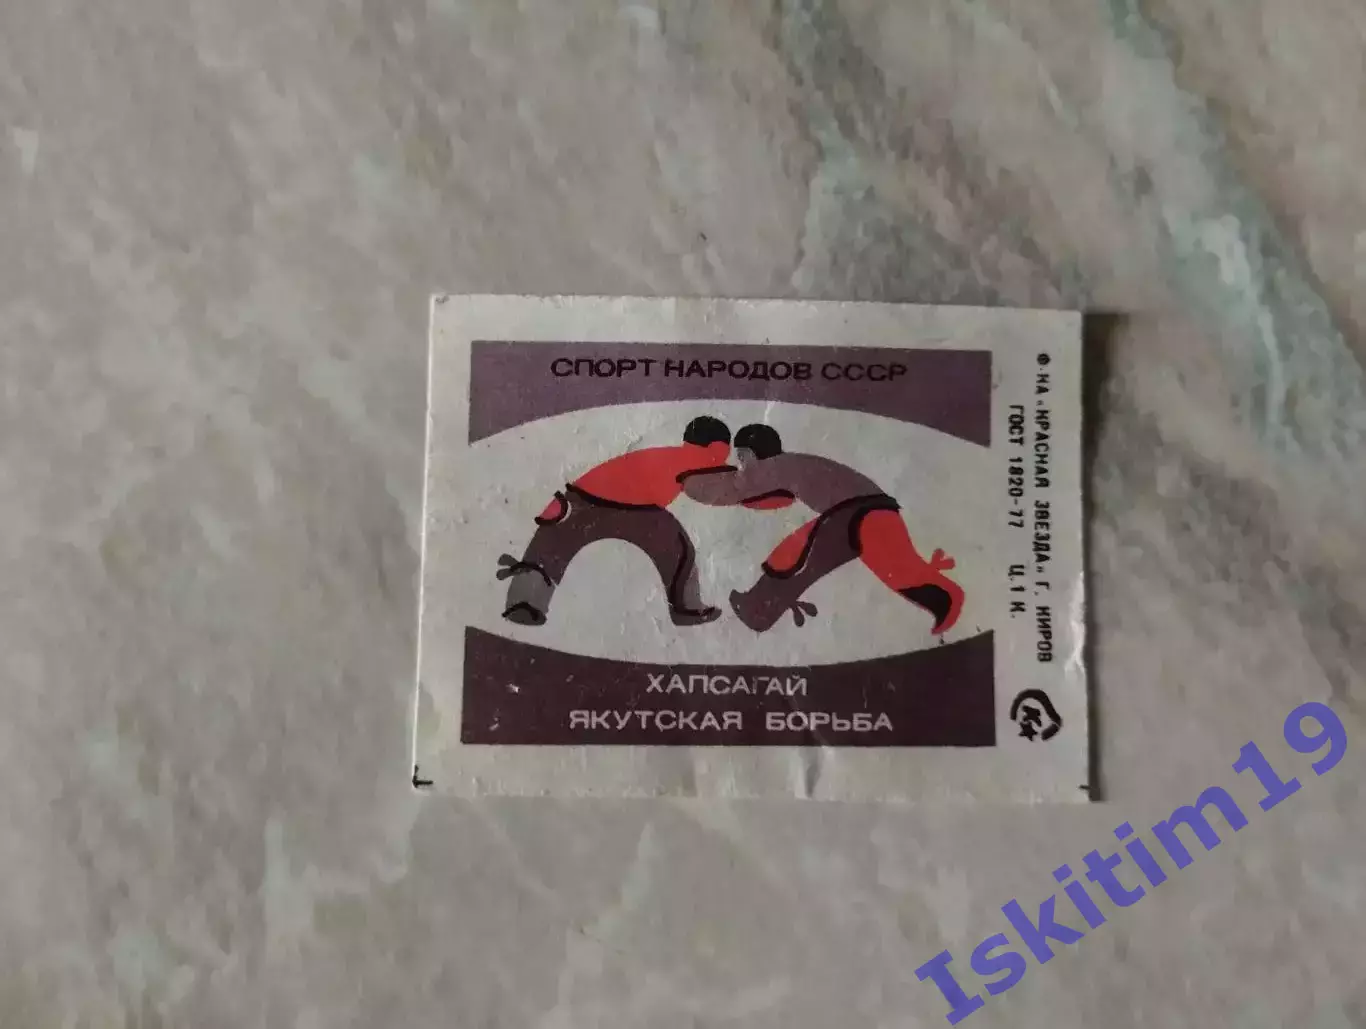 СПОРТ НАРОДОВ СССР
ХАПСАГАЙ
ЯКУТСКАЯ БОРЬБА
Ф-КА «КРАСНАЯ ЗВЕЗДА» Г. КИРОВ
ГОСТ 1820-77 Ц. 1 К.
Iskitim19